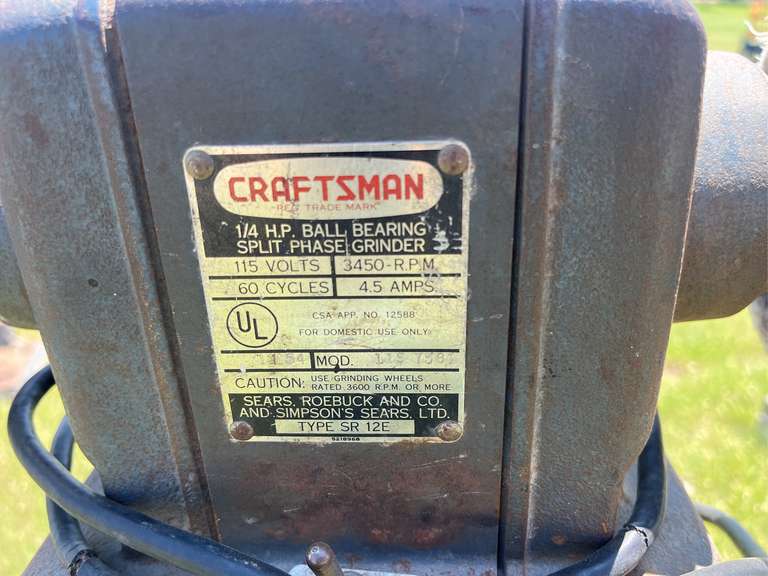 CRAFTSMAN
REG. TRADE MARK
1/4 H.P. BALL BEARING
SPLIT PHASE GRINDER
115 VOLTS 3450-R.P.M.
60 CYCLES 4.5 AMPS.
UL
CSA APP. NO. 12588
FOR DOMESTIC USE ONLY
MOD.
CAUTION: USE GRINDING WHEELS
RATED 3600 R.P.M. OR MORE
SEARS, ROEBUCK AND CO.
AND SIMPSON'S SEARS, LTD.
TYPE SR 12E